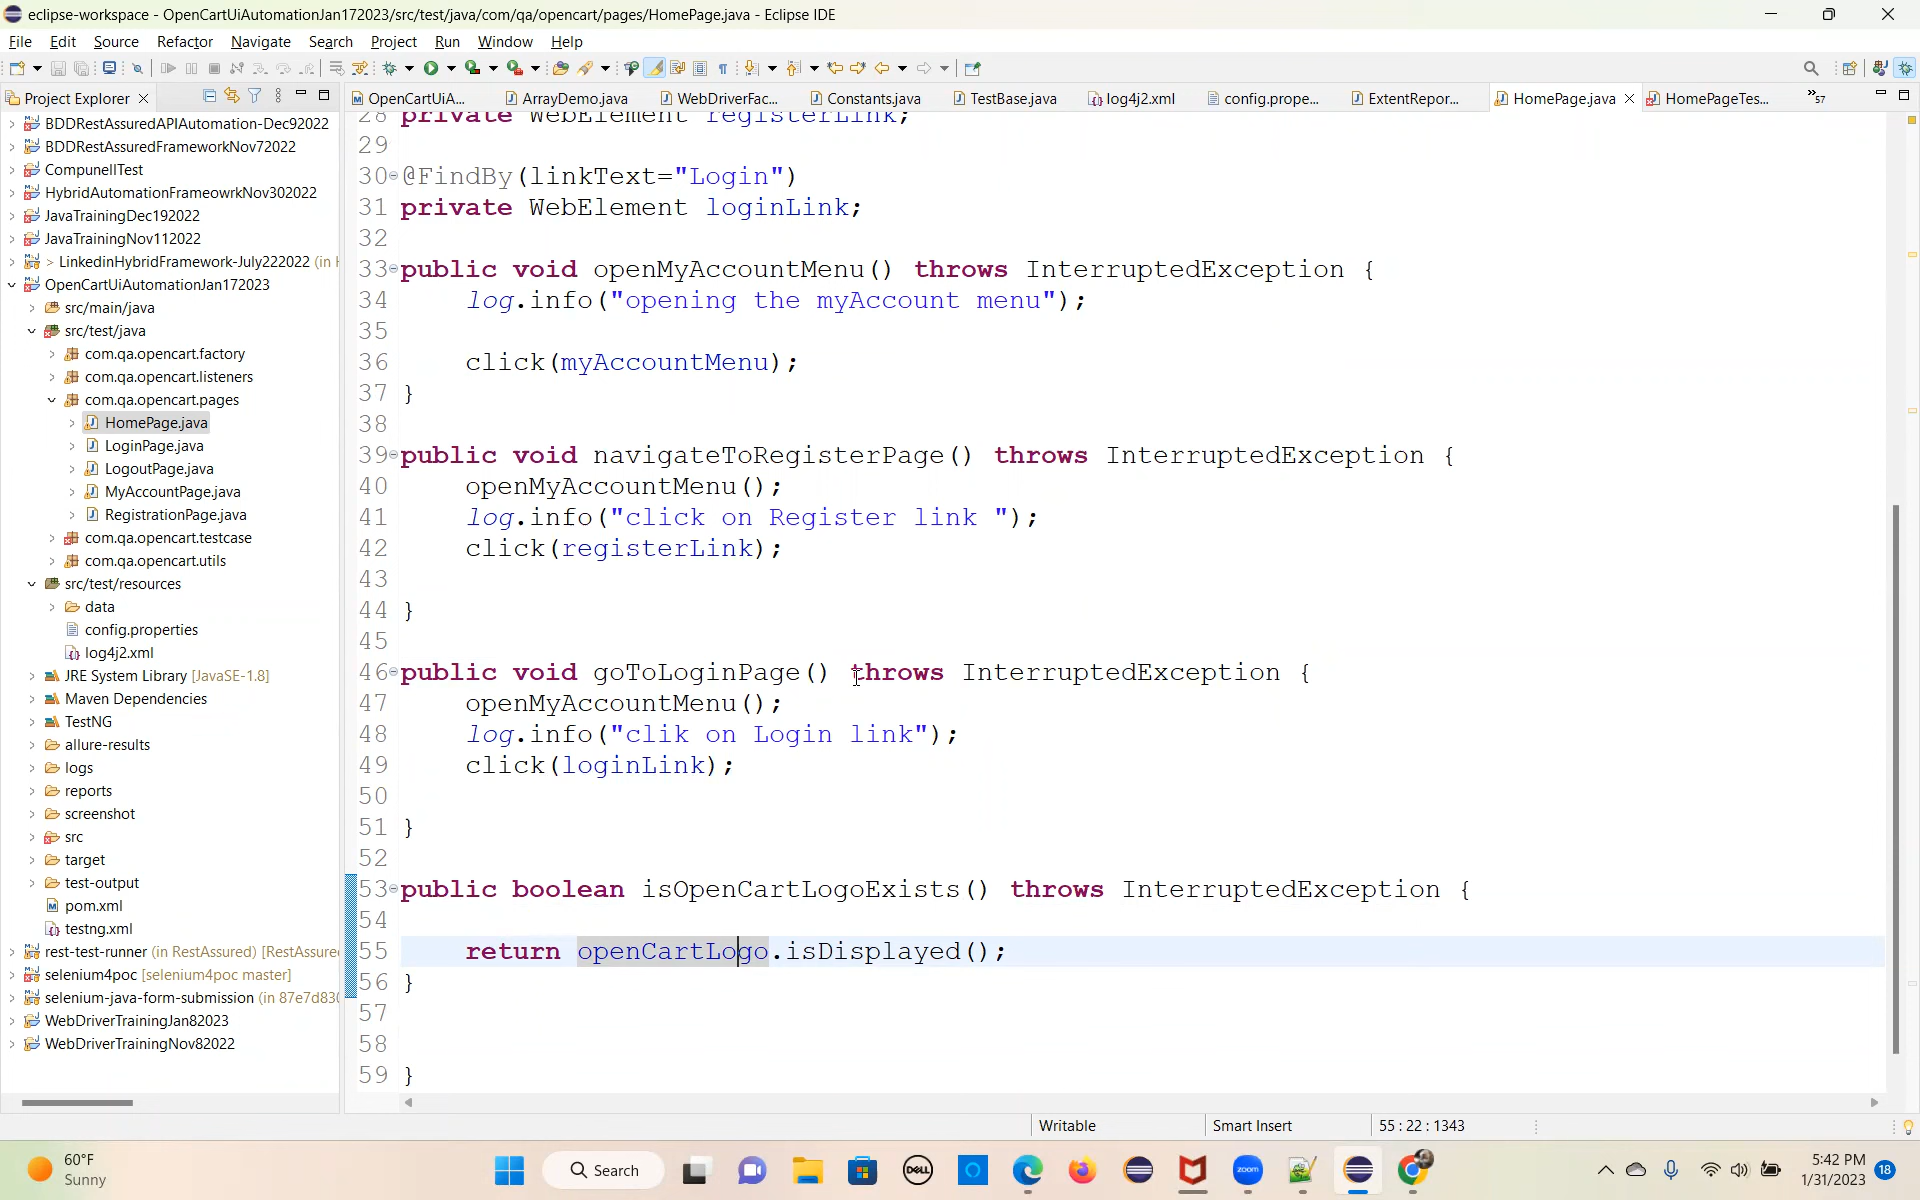 eclipse-workspace - OpenCartUiAutomationJan172023/src/test/java/com/qa/opencart/pages/HomePage.java - Eclipse IDE
File Edit Source Refactor Navigate Search Project Run Window Help
Project Explorer
OpenCartUiA... ArrayDemo.java WebDriverFac... Constants.java TestBase.java log4j2.xml config.prope... ExtentRepor... HomePage.java HomePageTes... »57
BDDRestAssuredAPIAutomation-Dec92022
BDDRestAssuredFrameworkNov72022
CompunellTest
HybridAutomationFrameowrkNov302022
JavaTrainingDec192022
JavaTrainingNov112022
> LinkedinHybridFramework-July222022 (in H
OpenCartUiAutomationJan172023
src/main/java
src/test/java
com.qa.opencart.factory
com.qa.opencart.listeners
com.qa.opencart.pages
HomePage.java
LoginPage.java
LogoutPage.java
MyAccountPage.java
RegistrationPage.java
com.qa.opencart.testcase
com.qa.opencart.utils
src/test/resources
data
config.properties
log4j2.xml
JRE System Library [JavaSE-1.8]
Maven Dependencies
TestNG
allure-results
logs
reports
screenshot
src
target
test-output
pom.xml
testng.xml
rest-test-runner (in RestAssured) [RestAssure
selenium4poc [selenium4poc master]
selenium-java-form-submission (in 87e7d830
WebDriverTrainingJan82023
WebDriverTrainingNov82022
28 private WebElement registerLink;
29
30 @FindBy(linkText="Login")
31 private WebElement loginLink;
32
33 public void openMyAccountMenu() throws InterruptedException {
34 log.info("opening the myAccount menu");
35
36 click(myAccountMenu);
37 }
38
39 public void navigateToRegisterPage() throws InterruptedException {
40 openMyAccountMenu();
41 log.info("click on Register link ");
42 click(registerLink);
43
44 }
45
46 public void goToLoginPage() throws InterruptedException {
47 openMyAccountMenu();
48 log.info("clik on Login link");
49 click(loginLink);
50
51 }
52
53 public boolean isOpenCartLogoExists() throws InterruptedException {
54
55 return openCartLogo.isDisplayed();
56 }
57
58
59 }
Writable Smart Insert 55 : 22 : 1343
60°F
Sunny
Search
DELL
zoom
5:42 PM
1/31/2023
18